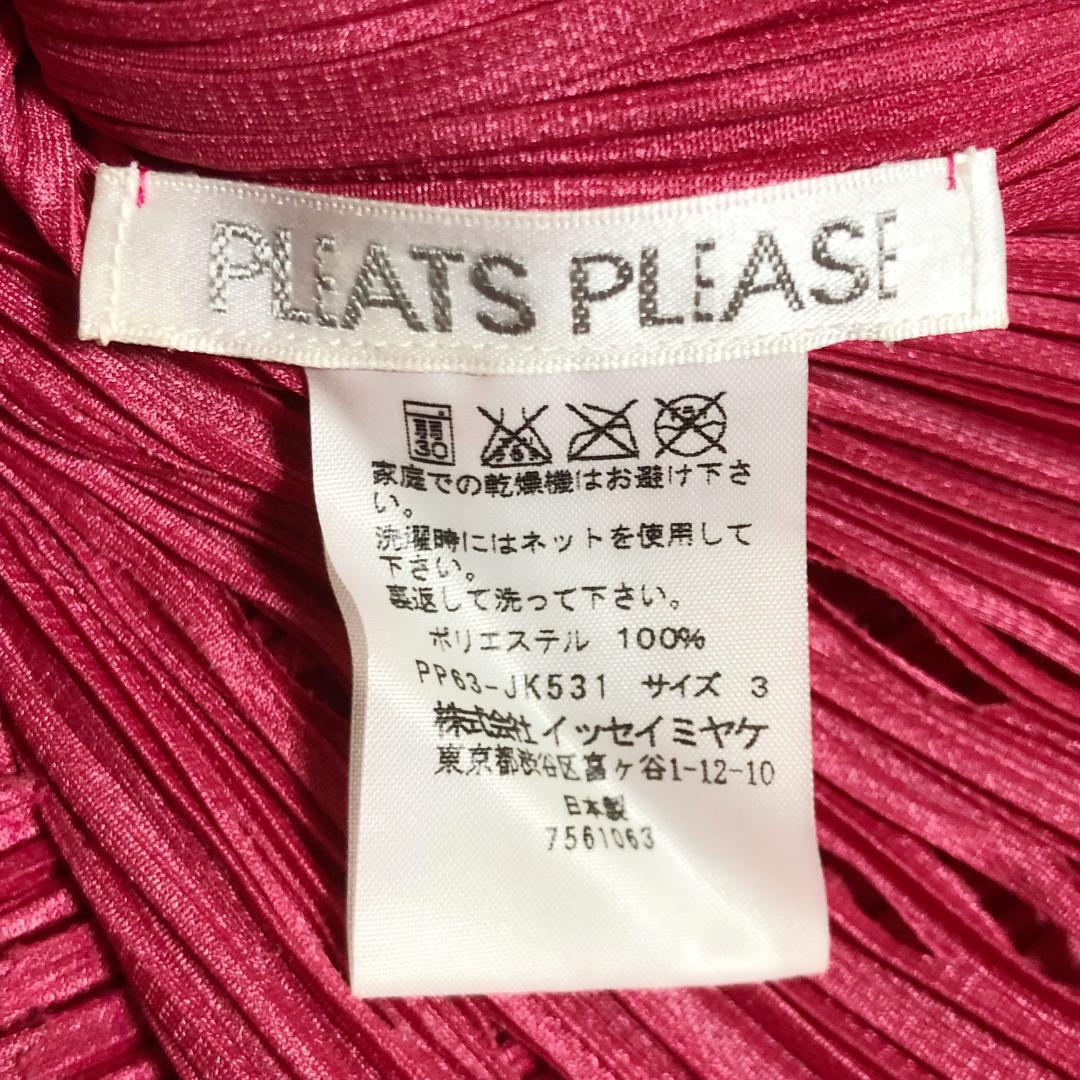 PLEATS PLEASE
30
家庭での乾燥機はお避け下さ
い。
洗濯時にはネットを使用して
下さい。
裏返して洗って下さい。
ポリエステル 100%
PP63-JK531 サイズ 3
株式会社イッセイミヤケ
東京都渋谷区富ヶ谷1-12-10
日本製
7561063